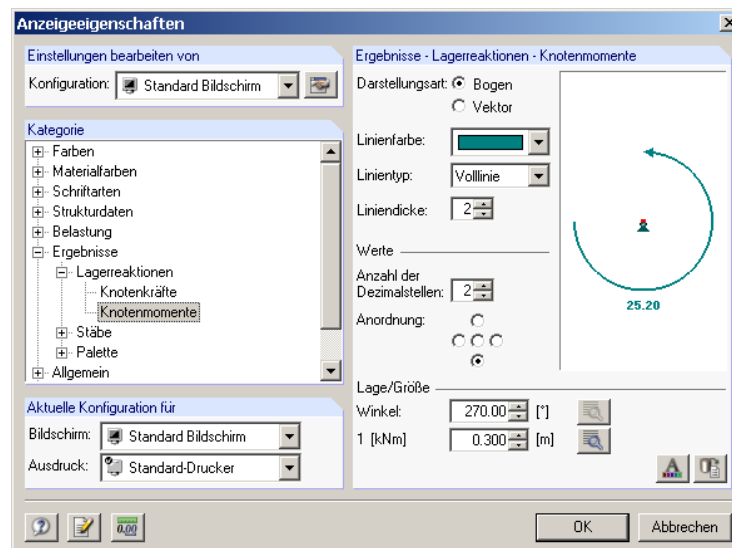 Anzeigeeigenschaften
Einstellungen bearbeiten von
Konfiguration: Standard Bildschirm
Kategorie
Farben
Materialfarben
Schriftarten
Strukturdaten
Belastung
Ergebnisse
Lagerreaktionen
Knotenkräfte
Knotenmomente
Stäbe
Palette
Allgemein
Aktuelle Konfiguration für
Bildschirm: Standard Bildschirm
Ausdruck: Standard-Drucker
Ergebnisse - Lagerreaktionen - Knotenmomente
Darstellungsart: Bogen
Vektor
Linienfarbe:
Linientyp: Volllinie
Liniendicke: 2
Werte
Anzahl der
Dezimalstellen: 2
Anordnung:
25.20
Lage/Größe
Winkel: 270.00 [°]
1 [kNm] 0.300 [m]
A
0.00
OK Abbrechen